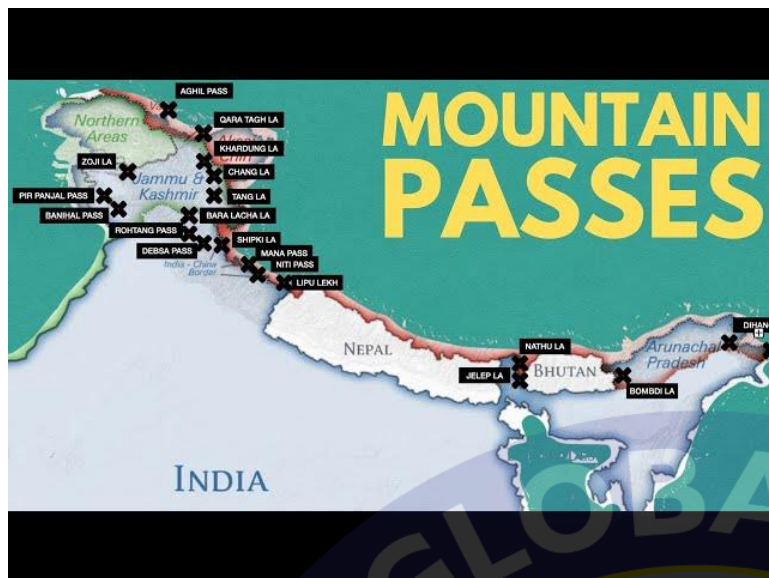 MOUNTAIN
PASSES
AGHIL PASS
Northern
Areas
QARA TAGH LA
KHARDUNG LA
ZOJI LA
CHANG LA
Jammu &
Kashmir
TANG LA
PIR PANJAL PASS
BANIHAL PASS
BARA LACHA LA
ROHTANG PASS
SHIPKI LA
DEBSA PASS
MANA PASS
India - China
Border
NITI PASS
LIPU LEKH
NEPAL
NATHU LA
JELEP LA
BHUTAN
Arunachal
Pradesh
DIHANG
BOMBDI LA
INDIA
GLOBA